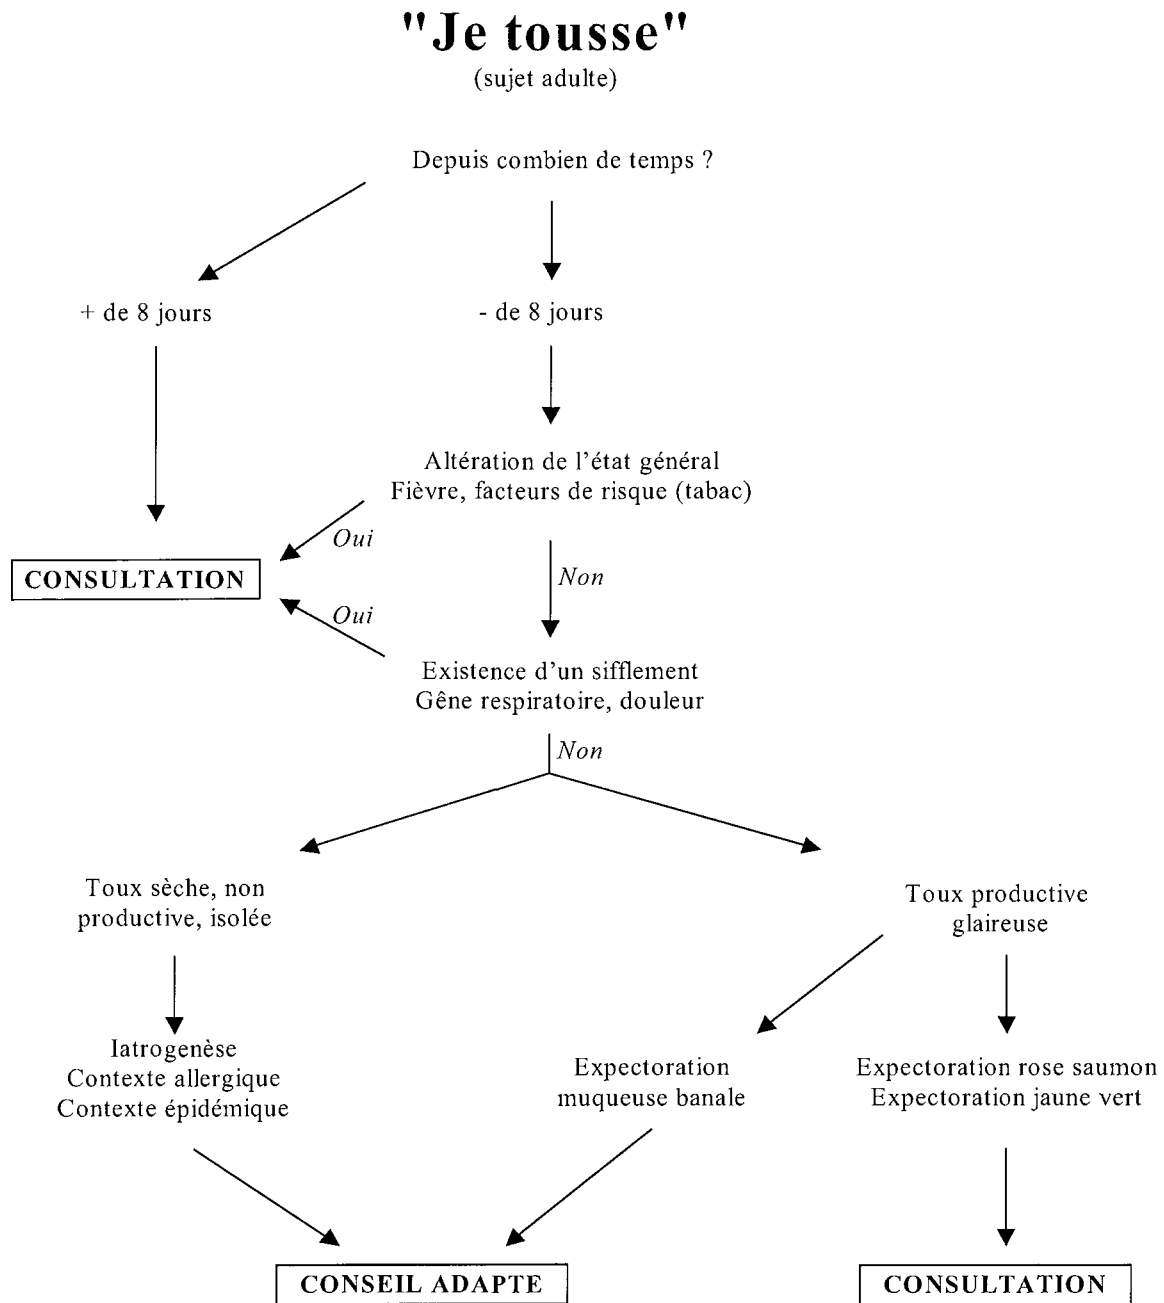 "Je tousse"
(sujet adulte)
Depuis combien de temps ?
+ de 8 jours
- de 8 jours
Altération de l'état général
Fièvre, facteurs de risque (tabac)
Oui
CONSULTATION
Non
Oui
Existence d'un sifflement
Gêne respiratoire, douleur
Non
Toux sèche, non
productive, isolée
Toux productive
glaireuse
Iatrogenèse
Contexte allergique
Contexte épidémique
Expectoration
muqueuse banale
Expectoration rose saumon
Expectoration jaune vert
CONSEIL ADAPTE
CONSULTATION